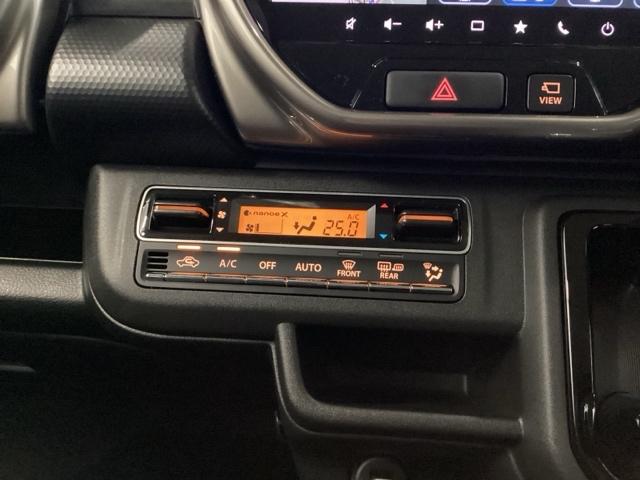 VIEW
nanoe X
A/C
25.0
A/C OFF AUTO FRONT REAR